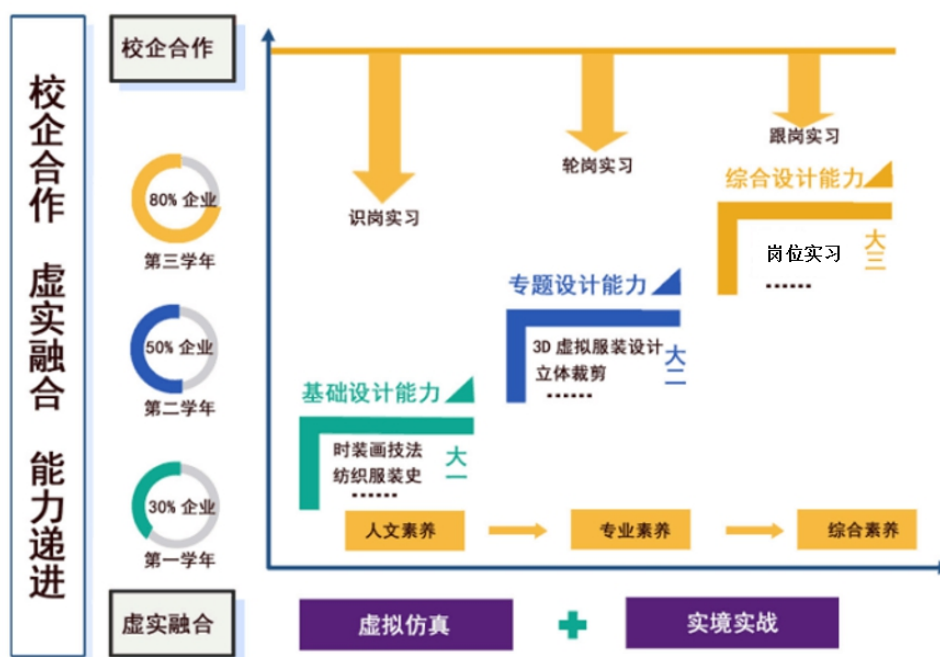 校企合作 虚实融合 能力递进
校企合作
80% 企业
第三学年
50% 企业
第二学年
30% 企业
第一学年
虚实融合
识岗实习
轮岗实习
跟岗实习
综合设计能力
大三
岗位实习
......
专题设计能力
大二
3D 虚拟服装设计
立体裁剪
......
基础设计能力
大一
时装画技法
纺织服装史
......
人文素养
专业素养
综合素养
虚拟仿真
实境实战